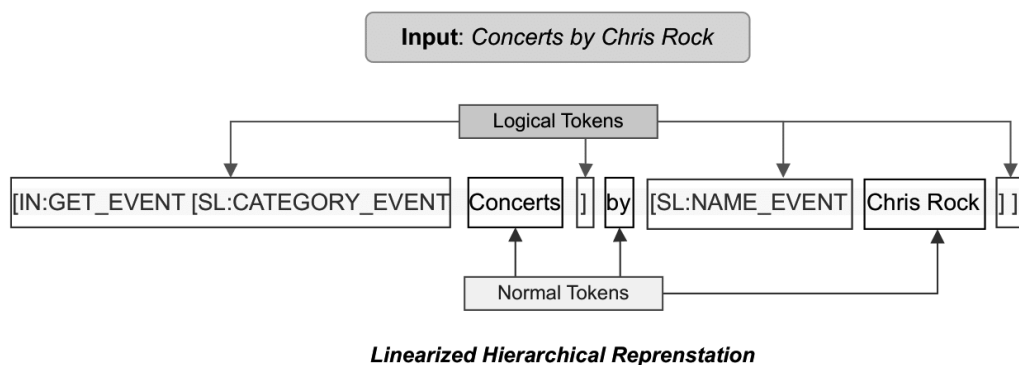 Input: Concerts by Chris Rock
Logical Tokens
[IN:GET_EVENT [SL:CATEGORY_EVENT Concerts ] by [SL:NAME_EVENT Chris Rock ] ]
Normal Tokens
Linearized Hierarchical Reprenstation